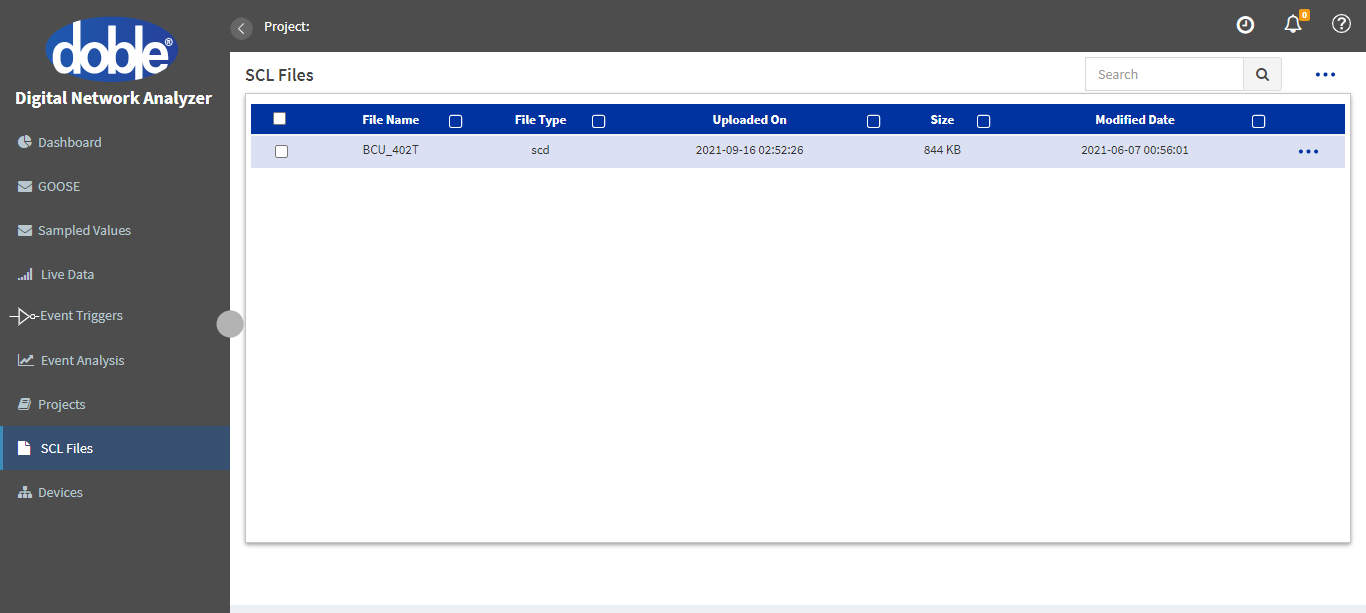 doble®
Digital Network Analyzer
Dashboard
GOOSE
Sampled Values
Live Data
Event Triggers
Event Analysis
Projects
SCL Files
Devices
Project:
0
SCL Files
Search
File Name File Type Uploaded On Size Modified Date
BCU_402T scd 2021-09-16 02:52:26 844 KB 2021-06-07 00:56:01